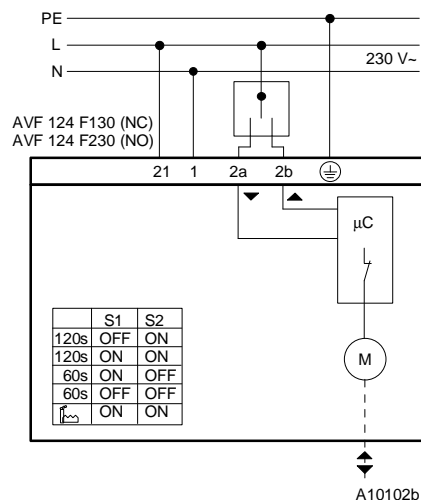 PE
L
N
230 V~
AVF 124 F130 (NC)
AVF 124 F230 (NO)
21 1 2a 2b
µC
M
S1 S2
120s OFF ON
120s ON ON
60s ON OFF
60s OFF OFF
ON ON
A10102b